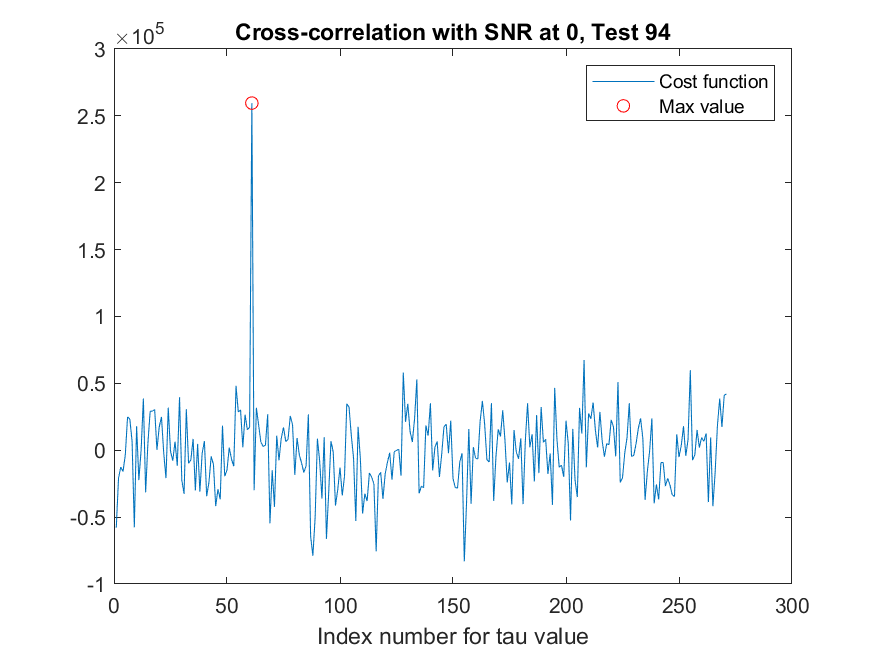 Cross-correlation with SNR at 0, Test 94
×10^5
3
2.5
2
1.5
1
0.5
0
-0.5
-1
Cost function
Max value
0 50 100 150 200 250 300
Index number for tau value